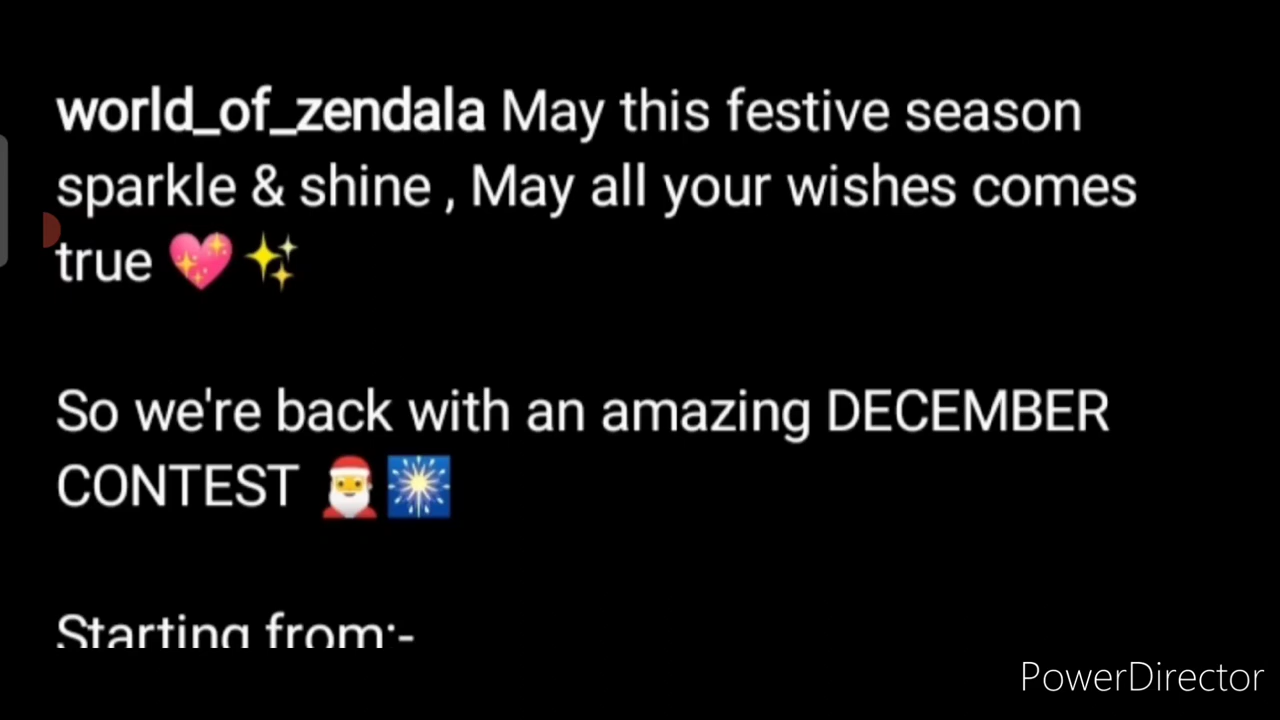 world_of_zendala May this festive season
sparkle & shine , May all your wishes comes
true 💖✨
So we're back with an amazing DECEMBER
CONTEST 🎅🎆
Starting from:-
PowerDirector